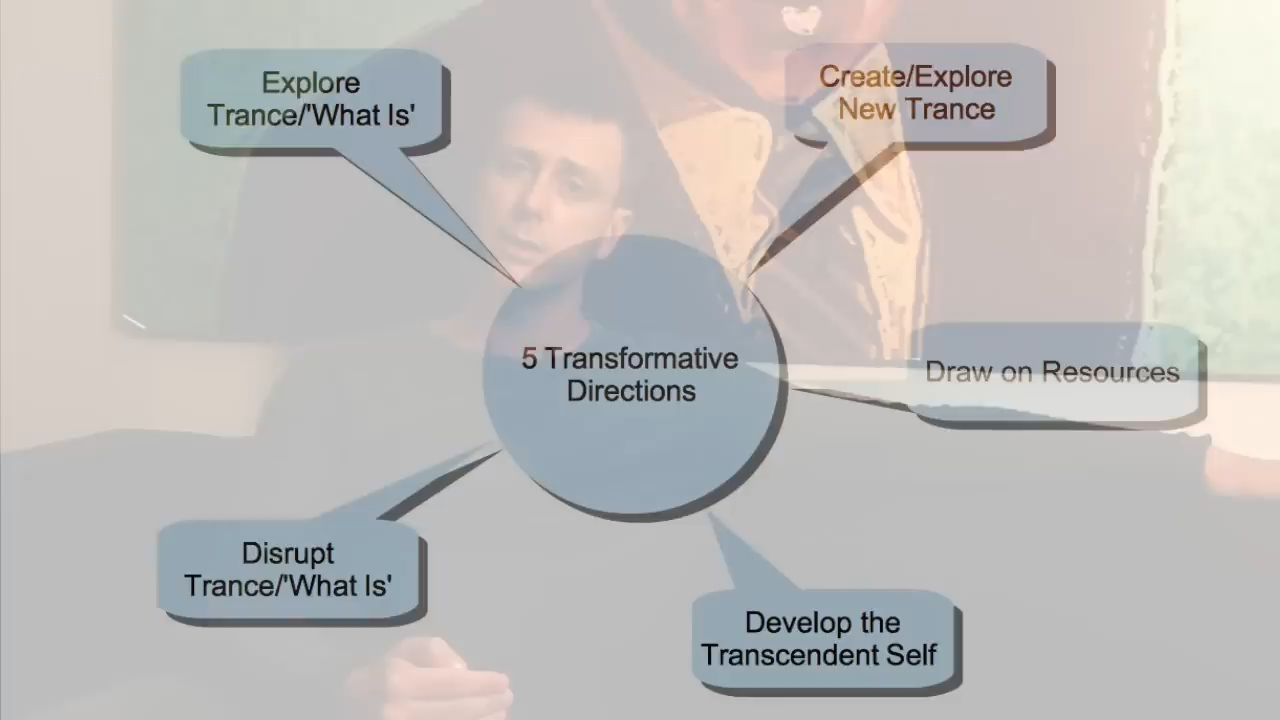 Explore
Trance/'What Is'
Create/Explore
New Trance
5 Transformative
Directions
Draw on Resources
Disrupt
Trance/'What Is'
Develop the
Transcendent Self